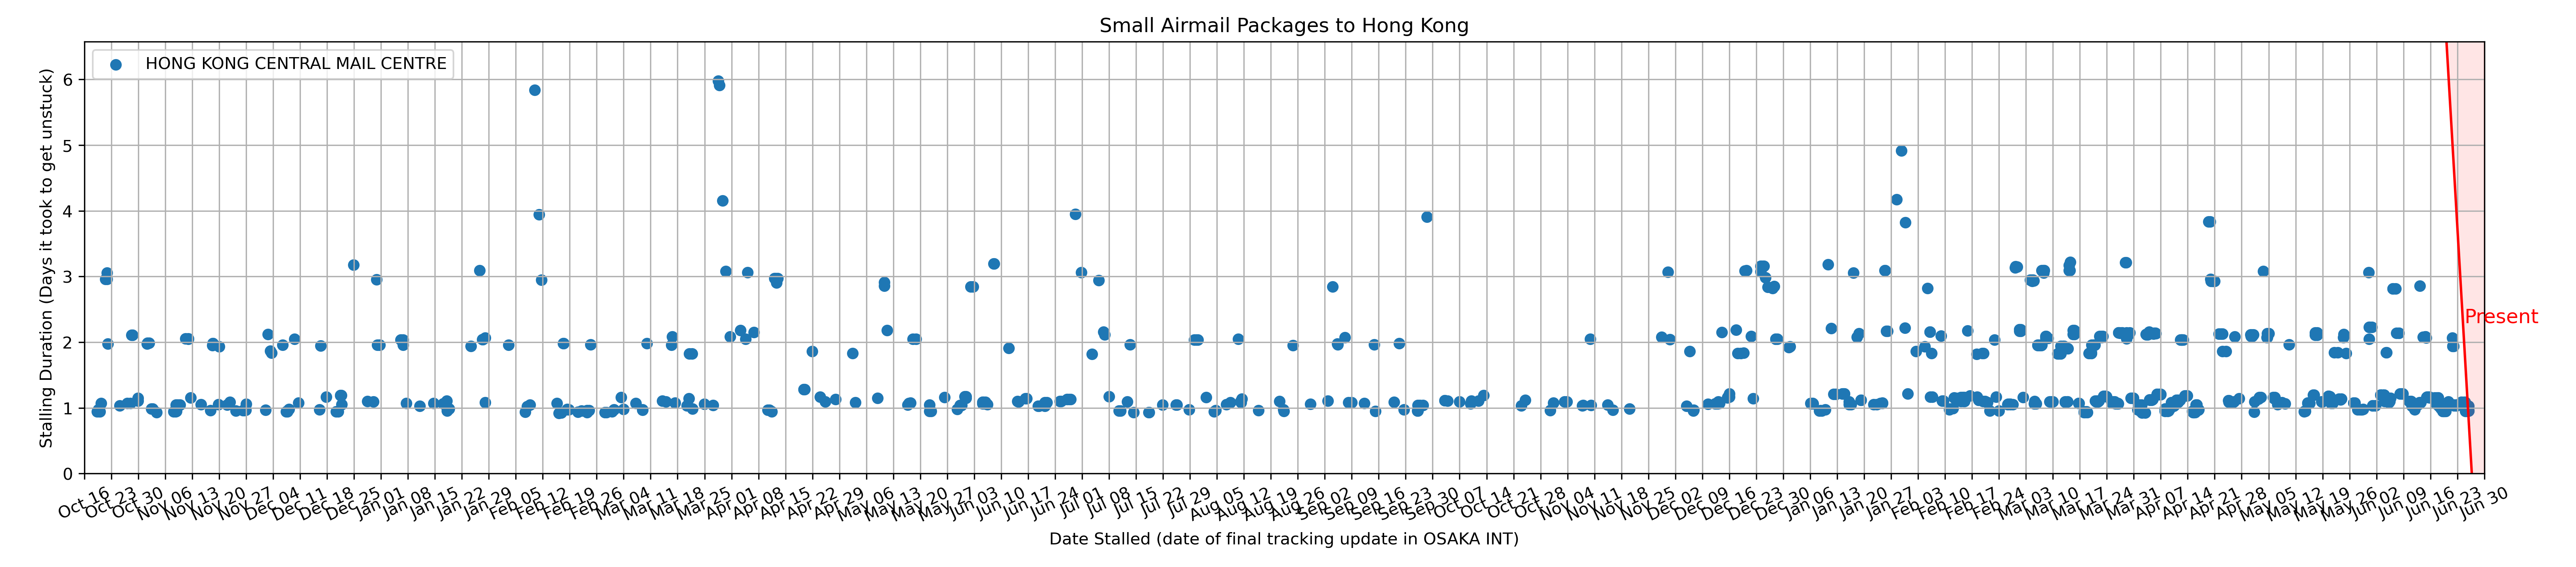 Small Airmail Packages to Hong Kong
HONG KONG CENTRAL MAIL CENTRE
Stalling Duration (Days it took to get unstuck)
6
5
4
3
2
1
0
Present
Oct 16
Oct 23
Oct 30
Nov 06
Nov 13
Nov 20
Nov 27
Dec 04
Dec 11
Dec 18
Dec 25
Jan 01
Jan 08
Jan 15
Jan 22
Jan 29
Feb 05
Feb 12
Feb 19
Feb 26
Mar 04
Mar 11
Mar 18
Mar 25
Apr 01
Apr 08
Apr 15
Apr 22
Apr 29
May 06
May 13
May 20
May 27
Jun 03
Jun 10
Jun 17
Jun 24
Jul 01
Jul 08
Jul 15
Jul 22
Jul 29
Aug 05
Aug 12
Aug 19
Aug 26
Sep 02
Sep 09
Sep 16
Sep 23
Sep 30
Oct 07
Oct 14
Oct 21
Oct 28
Nov 04
Nov 11
Nov 18
Nov 25
Dec 02
Dec 09
Dec 16
Dec 23
Dec 30
Jan 06
Jan 13
Jan 20
Jan 27
Feb 03
Feb 10
Feb 17
Feb 24
Mar 03
Mar 10
Mar 17
Mar 24
Mar 31
Apr 07
Apr 14
Apr 21
Apr 28
May 05
May 12
May 19
May 26
Jun 02
Jun 09
Jun 16
Jun 23
Jun 30
Date Stalled (date of final tracking update in OSAKA INT)